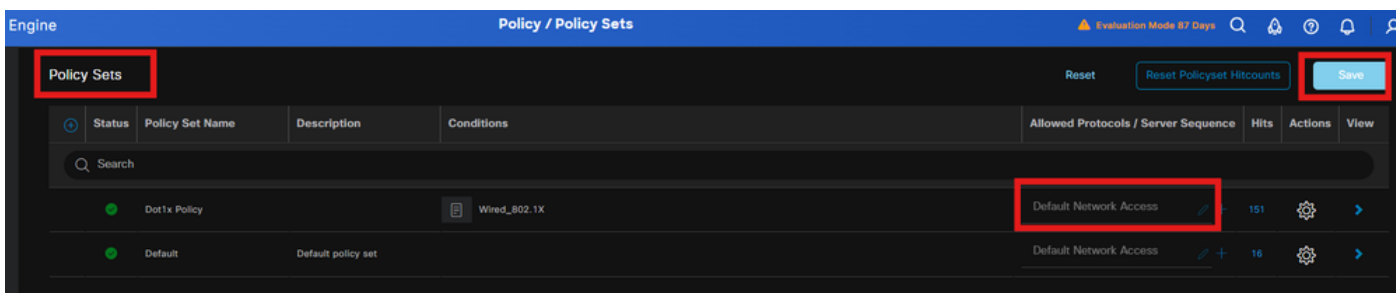 Engine
Policy / Policy Sets
Evaluation Mode 87 Days
Policy Sets
Reset
Reset Policyset Hitcounts
Save
Status Policy Set Name Description Conditions Allowed Protocols / Server Sequence Hits Actions View
Search
Dot1x Policy Wired_802.1X Default Network Access 151
Default Default policy set Default Network Access 16